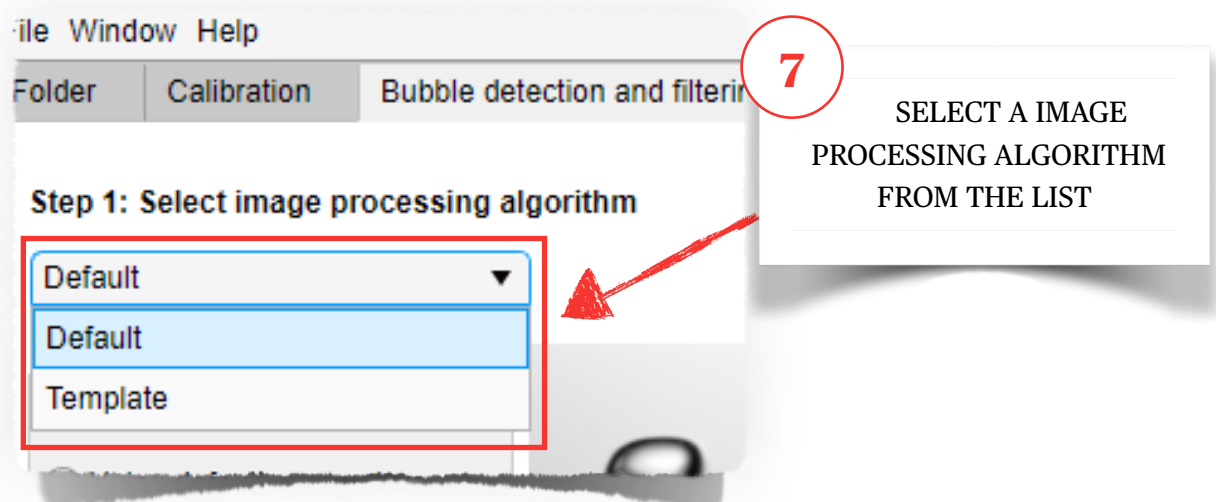 ile Window Help
Folder Calibration Bubble detection and filterin
7
SELECT A IMAGE
PROCESSING ALGORITHM
FROM THE LIST
Step 1: Select image processing algorithm
Default
Default
Template